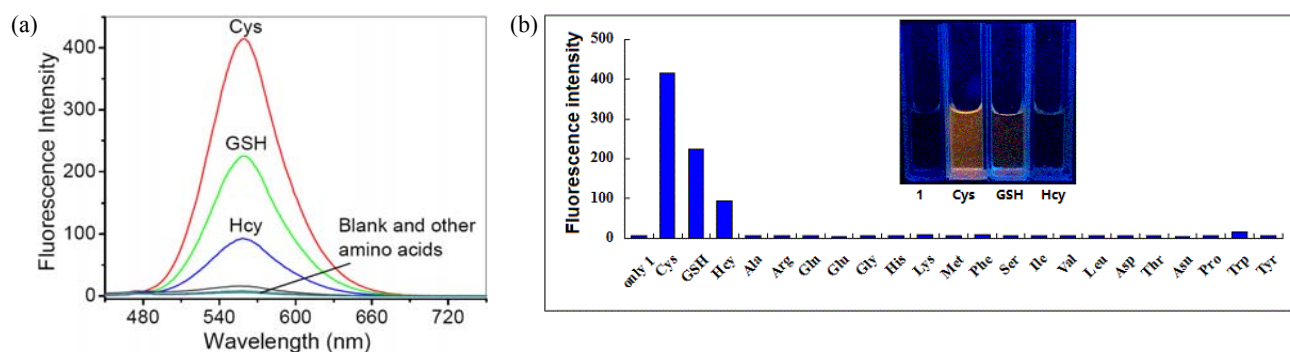 (a)
Fluorescence Intensity
400
300
200
100
0
Cys
GSH
Hcy
Blank and other
amino acids
480 540 600 660 720
Wavelength (nm)
(b)
Fluorescence intensity
500
400
300
200
100
0
1 Cys GSH Hcy
only 1 Cys GSH Hcy Ala Arg Gln Glu Gly His Lys Met Phe Ser Ile Val Leu Asp Thr Asn Pro Trp Tyr